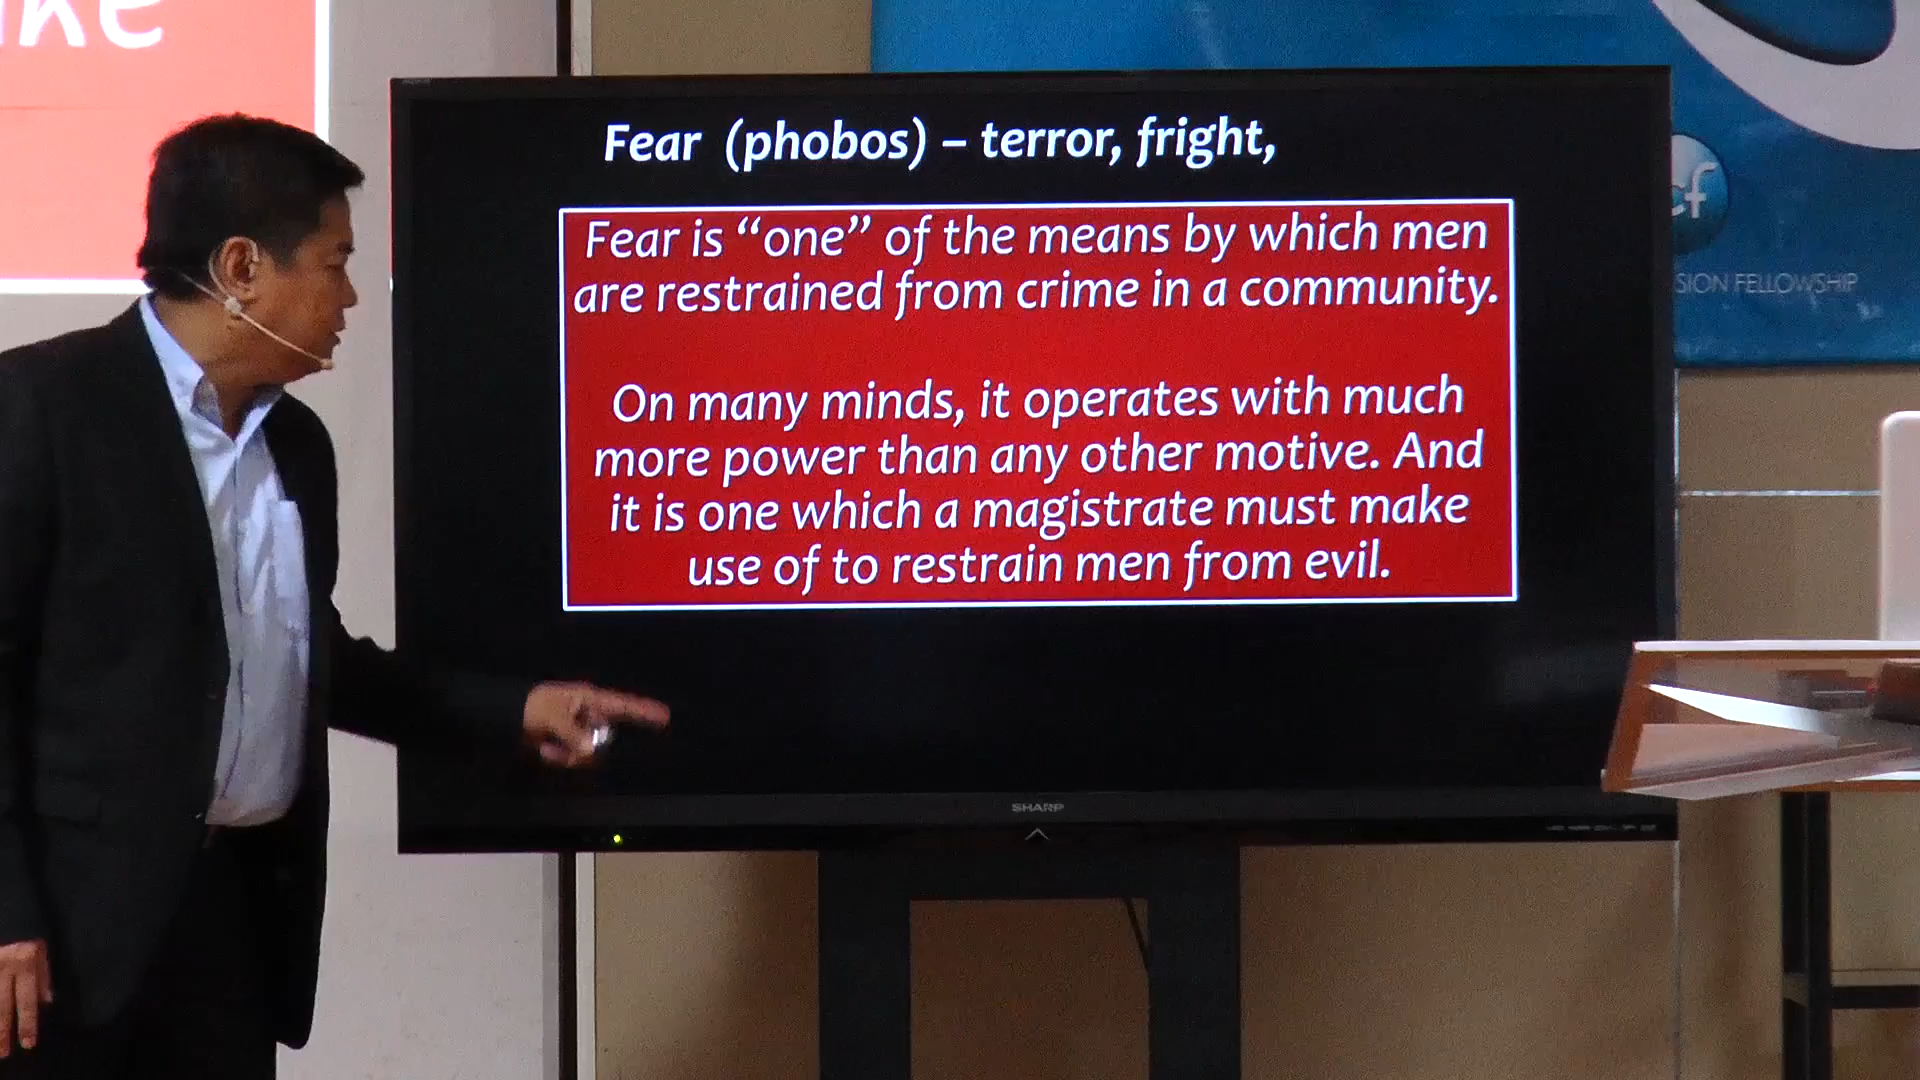 ke
Fear (phobos) – terror, fright,
Fear is “one” of the means by which men
are restrained from crime in a community.
On many minds, it operates with much
more power than any other motive. And
it is one which a magistrate must make
use of to restrain men from evil.
cf
SION FELLOWSHIP
SHARP